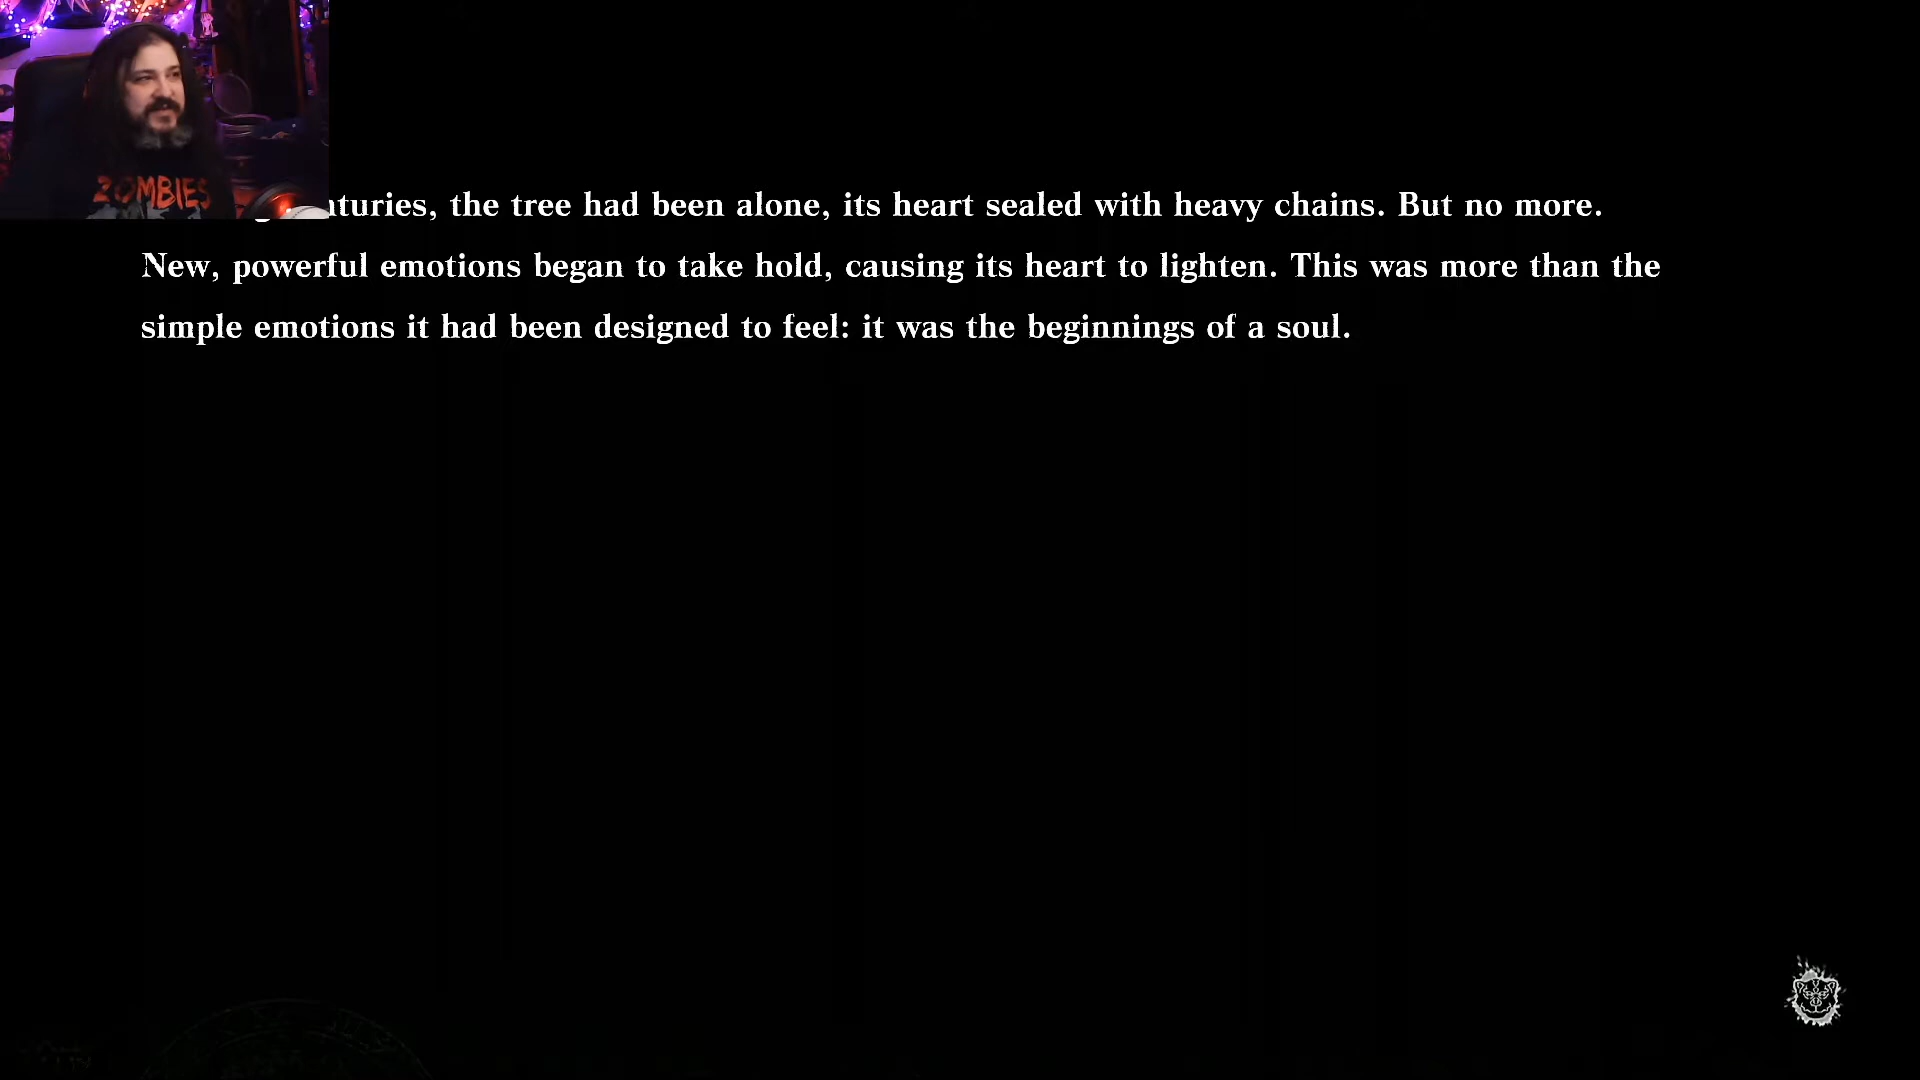 ZOMBIES
the tree had been alone, its heart sealed with heavy chains. But no more.
New, powerful emotions began to take hold, causing its heart to lighten. This was more than the
simple emotions it had been designed to feel: it was the beginnings of a soul.